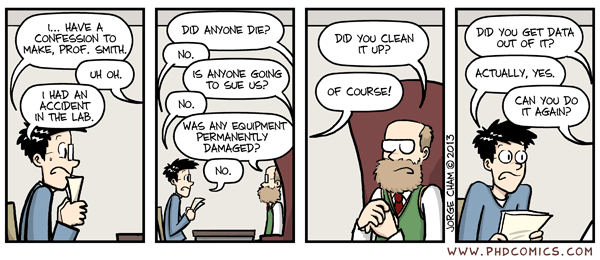 I... HAVE A
CONFESSION TO
MAKE, PROF. SMITH.
UH OH.
I HAD AN
ACCIDENT
IN THE LAB.
DID ANYONE DIE?
NO.
IS ANYONE GOING
TO SUE US?
NO.
WAS ANY EQUIPMENT
PERMANENTLY
DAMAGED?
NO.
DID YOU CLEAN
IT UP?
OF COURSE!
JORGE CHAM © 2013
DID YOU GET DATA
OUT OF IT?
ACTUALLY, YES.
CAN YOU DO
IT AGAIN?
WWW.PHDCOMICS.COM